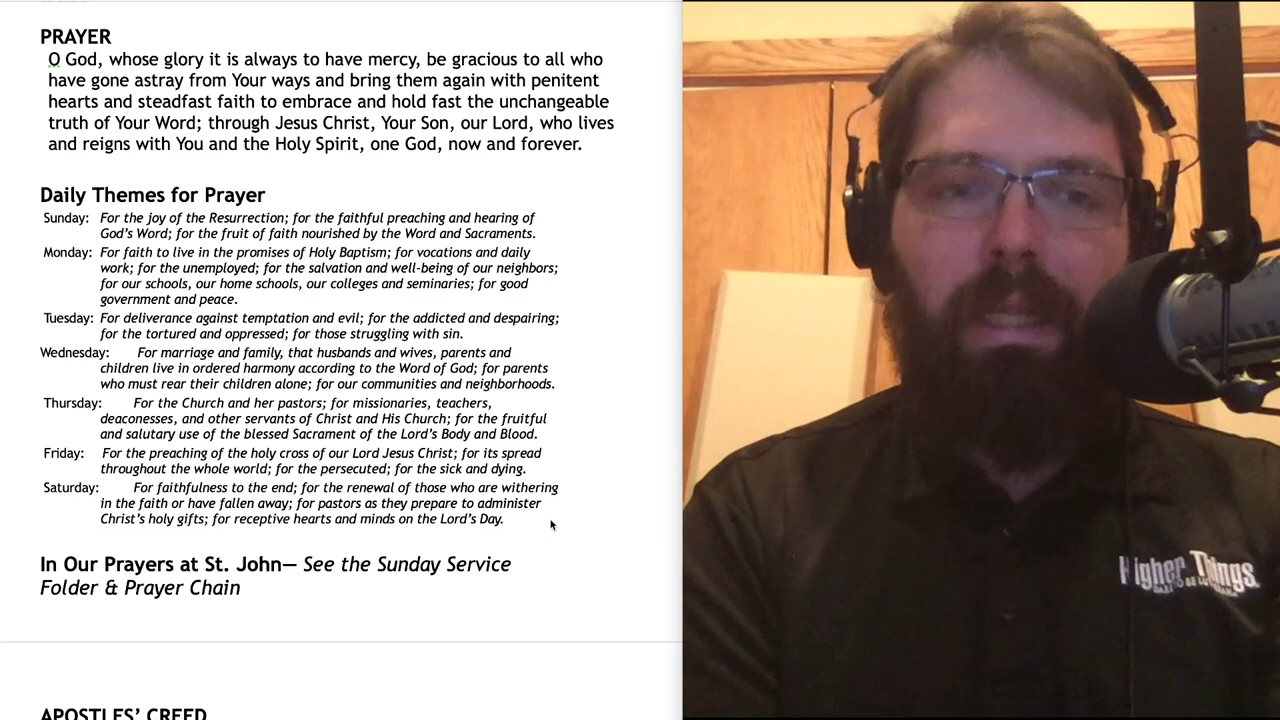 PRAYER
O God, whose glory it is always to have mercy, be gracious to all who
have gone astray from Your ways and bring them again with penitent
hearts and steadfast faith to embrace and hold fast the unchangeable
truth of Your Word; through Jesus Christ, Your Son, our Lord, who lives
and reigns with You and the Holy Spirit, one God, now and forever.
Daily Themes for Prayer
Sunday: For the joy of the Resurrection; for the faithful preaching and hearing of
God's Word; for the fruit of faith nourished by the Word and Sacraments.
Monday: For faith to live in the promises of Holy Baptism; for vocations and daily
work; for the unemployed; for the salvation and well-being of our neighbors;
for our schools, our home schools, our colleges and seminaries; for good
government and peace.
Tuesday: For deliverance against temptation and evil; for the addicted and despairing;
for the tortured and oppressed; for those struggling with sin.
Wednesday: For marriage and family, that husbands and wives, parents and
children live in ordered harmony according to the Word of God; for parents
who must rear their children alone; for our communities and neighborhoods.
Thursday: For the Church and her pastors; for missionaries, teachers,
deaconesses, and other servants of Christ and His Church; for the fruitful
and salutary use of the blessed Sacrament of the Lord's Body and Blood.
Friday: For the preaching of the holy cross of our Lord Jesus Christ; for its spread
throughout the whole world; for the persecuted; for the sick and dying.
Saturday: For faithfulness to the end; for the renewal of those who are withering
in the faith or have fallen away; for pastors as they prepare to administer
Christ's holy gifts; for receptive hearts and minds on the Lord's Day.
In Our Prayers at St. John— See the Sunday Service
Folder & Prayer Chain
APOSTLES' CREED
Higher Things.